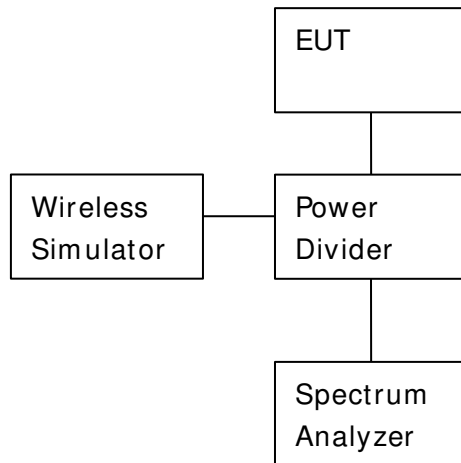 EUT
Wireless
Simulator
Power
Divider
Spectrum
Analyzer